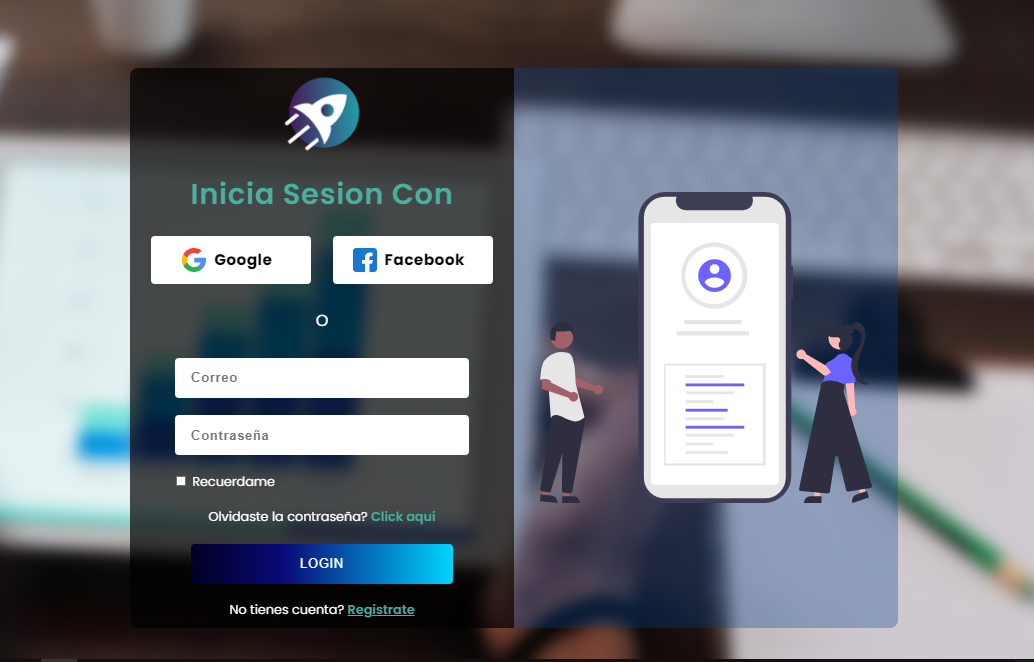 Inicia Sesion Con
Google Facebook
O
Correo
Contraseña
Recuerdame
Olvidaste la contraseña? Click aqui
LOGIN
No tienes cuenta? Registrate